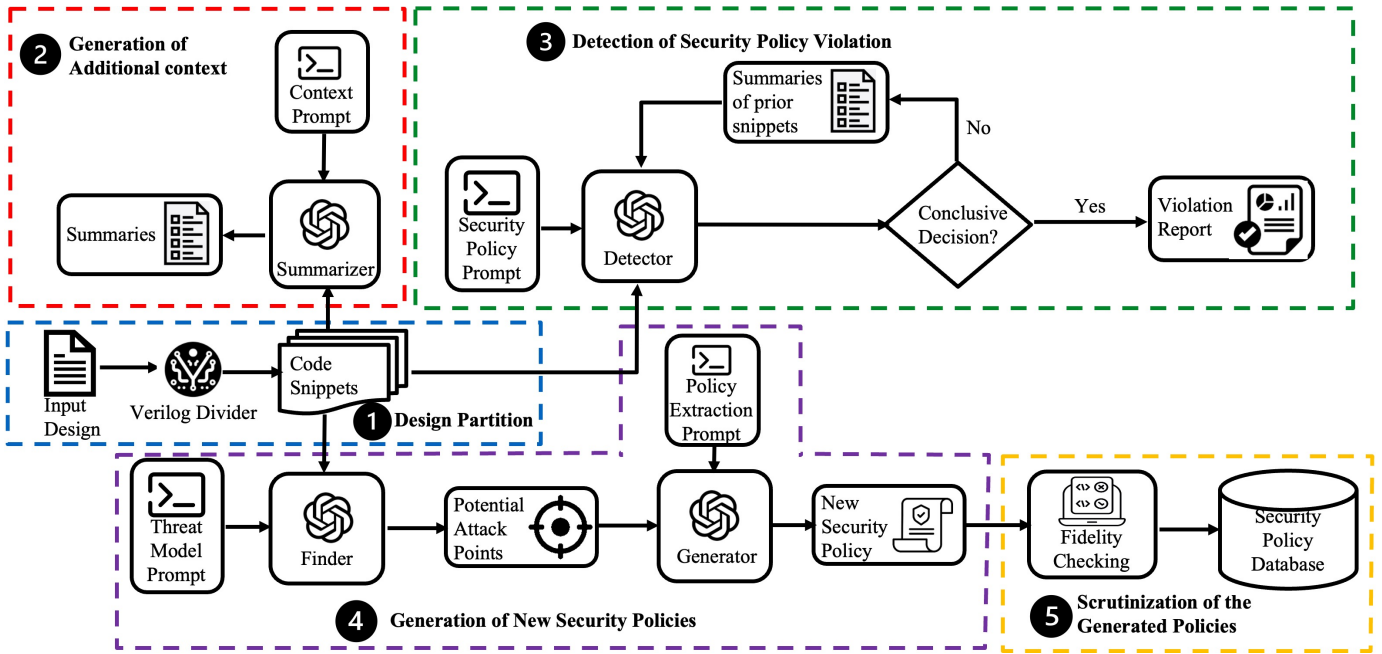 2
Generation of
Additional context
Context
Prompt
Summaries
Summarizer
3
Detection of Security Policy Violation
Summaries
of prior
snippets
No
Security
Policy
Prompt
Detector
Conclusive
Decision?
Yes
Violation
Report
Input
Design
Verilog Divider
Code
Snippets
1
Design Partition
Policy
Extraction
Prompt
Threat
Model
Prompt
Finder
Potential
Attack
Points
Generator
New
Security
Policy
4
Generation of New Security Policies
Fidelity
Checking
Security
Policy
Database
5
Scrutinization of the
Generated Policies